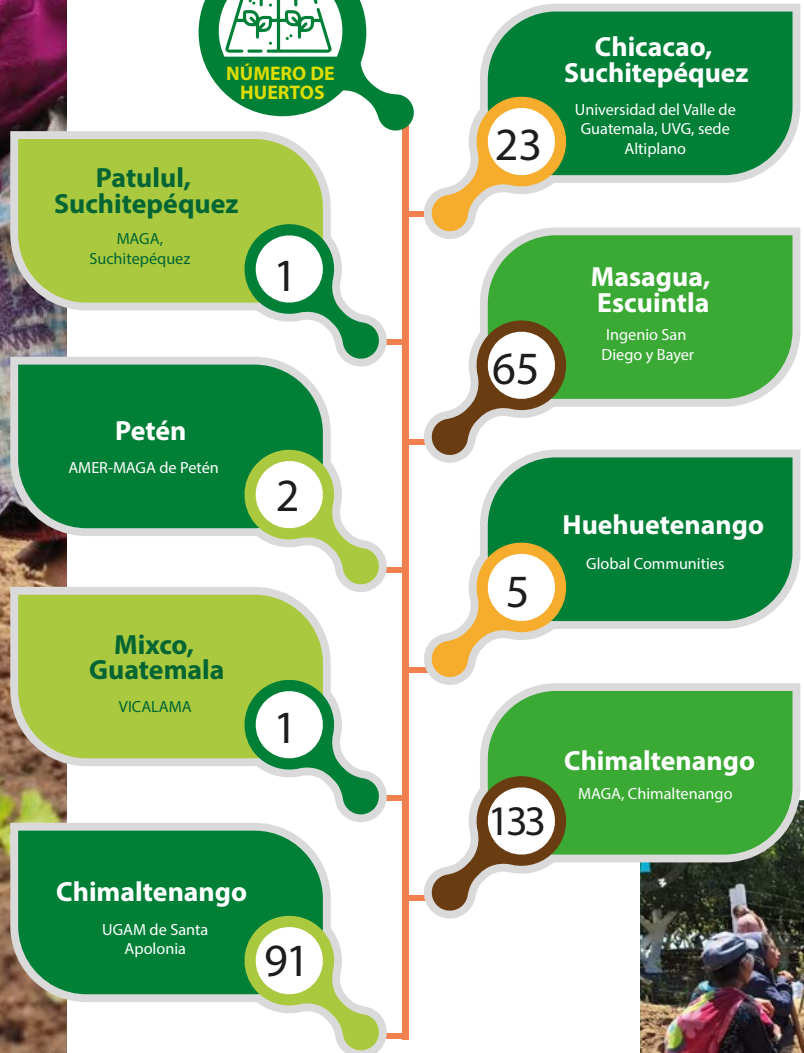 NÚMERO DE
HUERTOS
Chicacao,
Suchitepéquez
Universidad del Valle de
Guatemala, UVG, sede
Altiplano
23
Patulul,
Suchitepéquez
MAGA,
Suchitepéquez
1
Masagua,
Escuintla
Ingenio San
Diego y Bayer
65
Petén
AMER-MAGA de Petén
2
Huehuetenango
Global Communities
5
Mixco,
Guatemala
VICALAMA
1
Chimaltenango
MAGA, Chimaltenango
133
Chimaltenango
UGAM de Santa
Apolonia
91